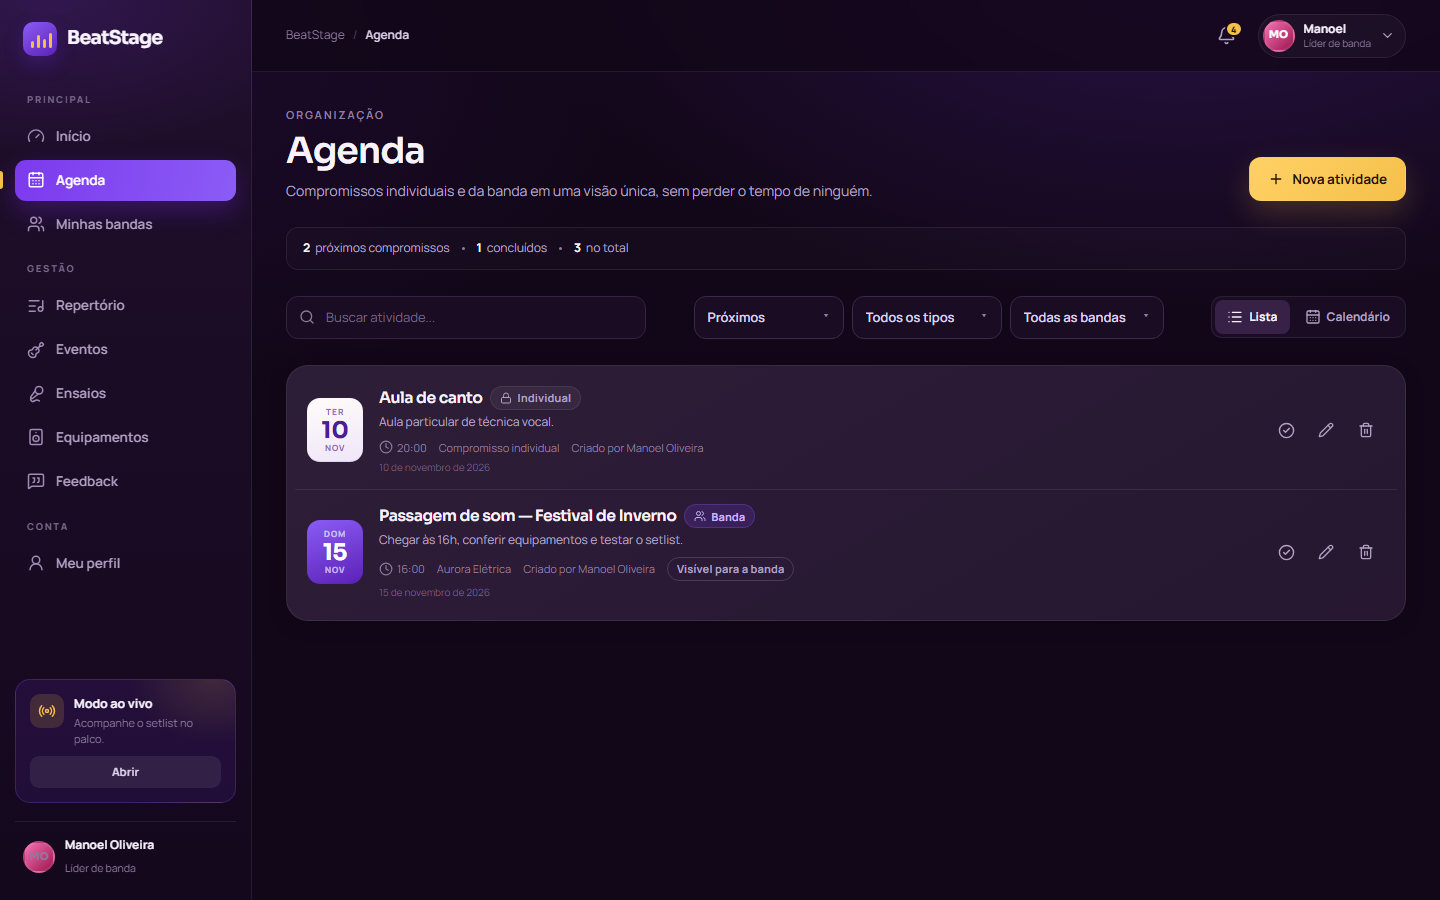 BeatStage
PRINCIPAL
Início
Agenda
Minhas bandas
GESTÃO
Repertório
Eventos
Ensaios
Equipamentos
Feedback
CONTA
Meu perfil
Modo ao vivo
Acompanhe o setlist no
palco.
Abrir
MO
Manoel Oliveira
Líder de banda
BeatStage / Agenda
4
MO
Manoel
Líder de banda
ORGANIZAÇÃO
Agenda
Compromissos individuais e da banda em uma visão única, sem perder o tempo de ninguém.
Nova atividade
2 próximos compromissos • 1 concluídos • 3 no total
Buscar atividade...
Próximos
Todos os tipos
Todas as bandas
Lista
Calendário
TER
10
NOV
Aula de canto
Individual
Aula particular de técnica vocal.
20:00 Compromisso individual Criado por Manoel Oliveira
10 de novembro de 2026
DOM
15
NOV
Passagem de som — Festival de Inverno
Banda
Chegar às 16h, conferir equipamentos e testar o setlist.
16:00 Aurora Elétrica Criado por Manoel Oliveira Visível para a banda
15 de novembro de 2026